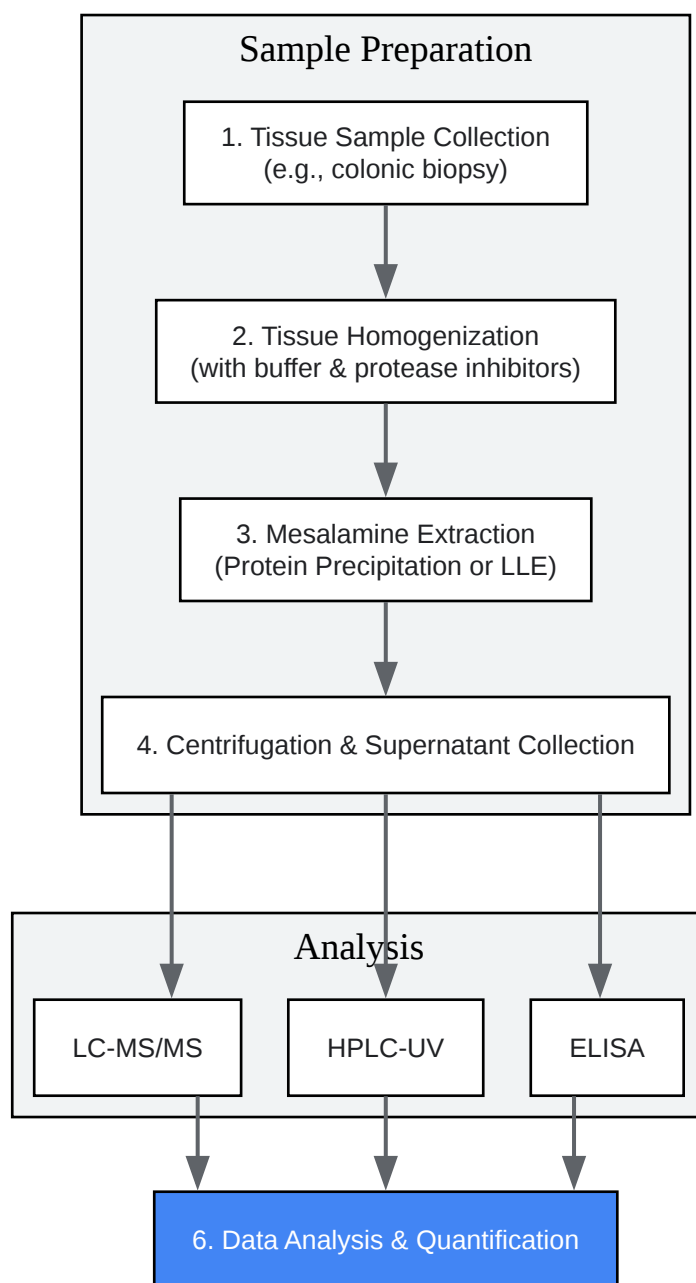 Sample Preparation
1. Tissue Sample Collection
(e.g., colonic biopsy)
2. Tissue Homogenization
(with buffer & protease inhibitors)
3. Mesalamine Extraction
(Protein Precipitation or LLE)
4. Centrifugation & Supernatant Collection
Analysis
LC-MS/MS
HPLC-UV
ELISA
6. Data Analysis & Quantification